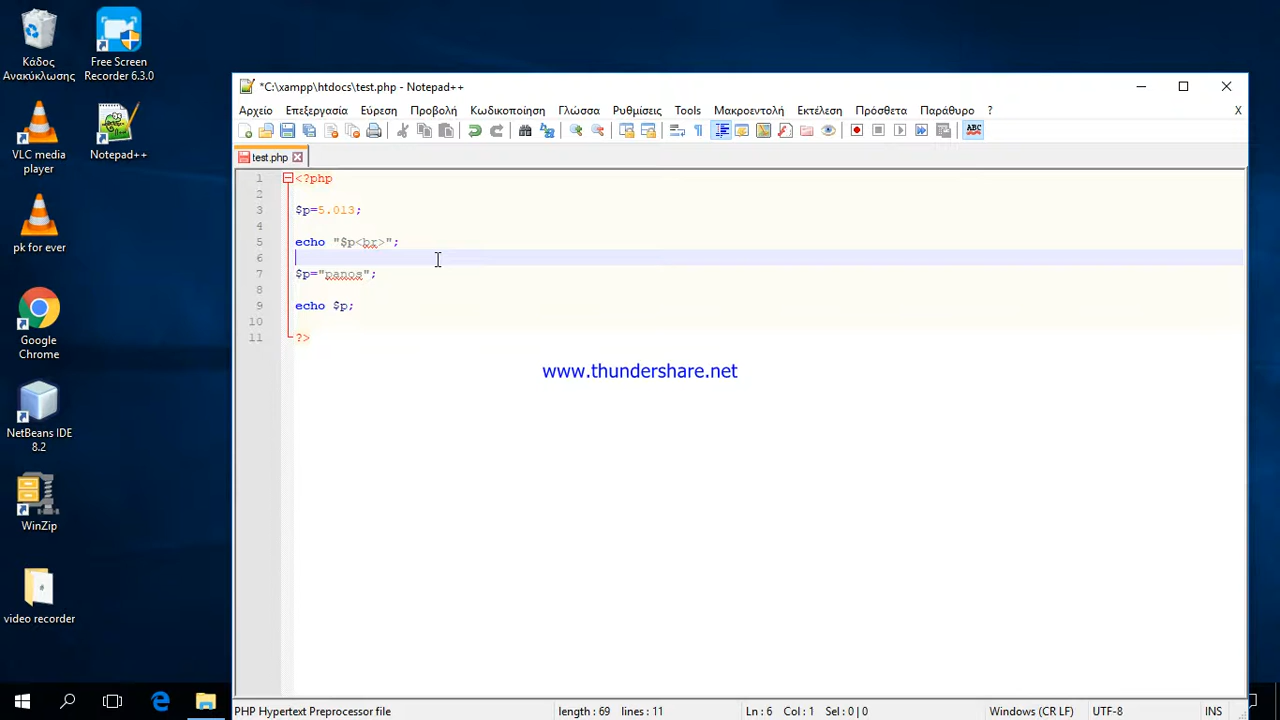 Κάδος
Ανακύκλωσης
Free Screen
Recorder 6.3.0
VLC media
player
Notepad++
pk for ever
Google
Chrome
NetBeans IDE
8.2
WinZip
video recorder
*C:\xampp\htdocs\test.php - Notepad++
Αρχείο Επεξεργασία Εύρεση Προβολή Κωδικοποίηση Γλώσσα Ρυθμίσεις Tools Μακροεντολή Εκτέλεση Πρόσθετα Παράθυρο ? X
ABC
test.php
1 <?php
2
3 $p=5.013;
4
5 echo "$p<br>";
6
7 $p="panos";
8
9 echo $p;
10
11 ?>
www.thundershare.net
PHP Hypertext Preprocessor file length : 69 lines : 11 Ln : 6 Col : 1 Sel : 0 | 0 Windows (CR LF) UTF-8 INS